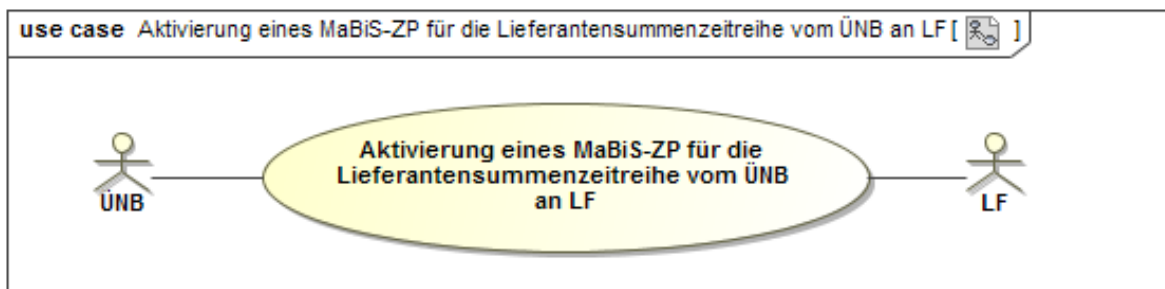 use case Aktivierung eines MaBiS-ZP für die Lieferantensummenzeitreihe vom ÜNB an LF [ ]
Aktivierung eines MaBiS-ZP für die
Lieferantensummenzeitreihe vom ÜNB
an LF
ÜNB
LF